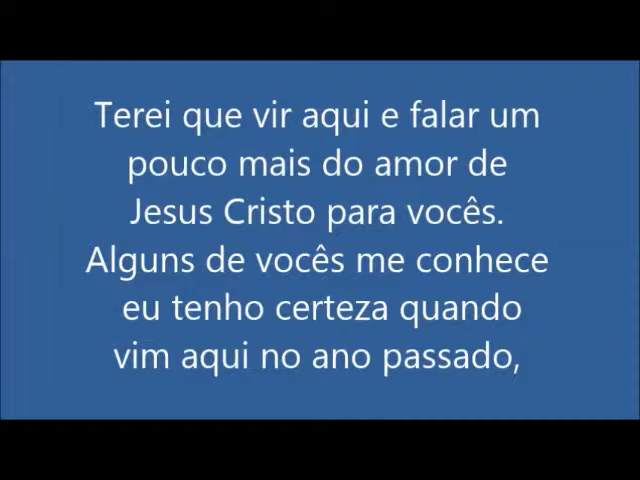 Terei que vir aqui e falar um
pouco mais do amor de
Jesus Cristo para vocês.
Alguns de vocês me conhece
eu tenho certeza quando
vim aqui no ano passado,